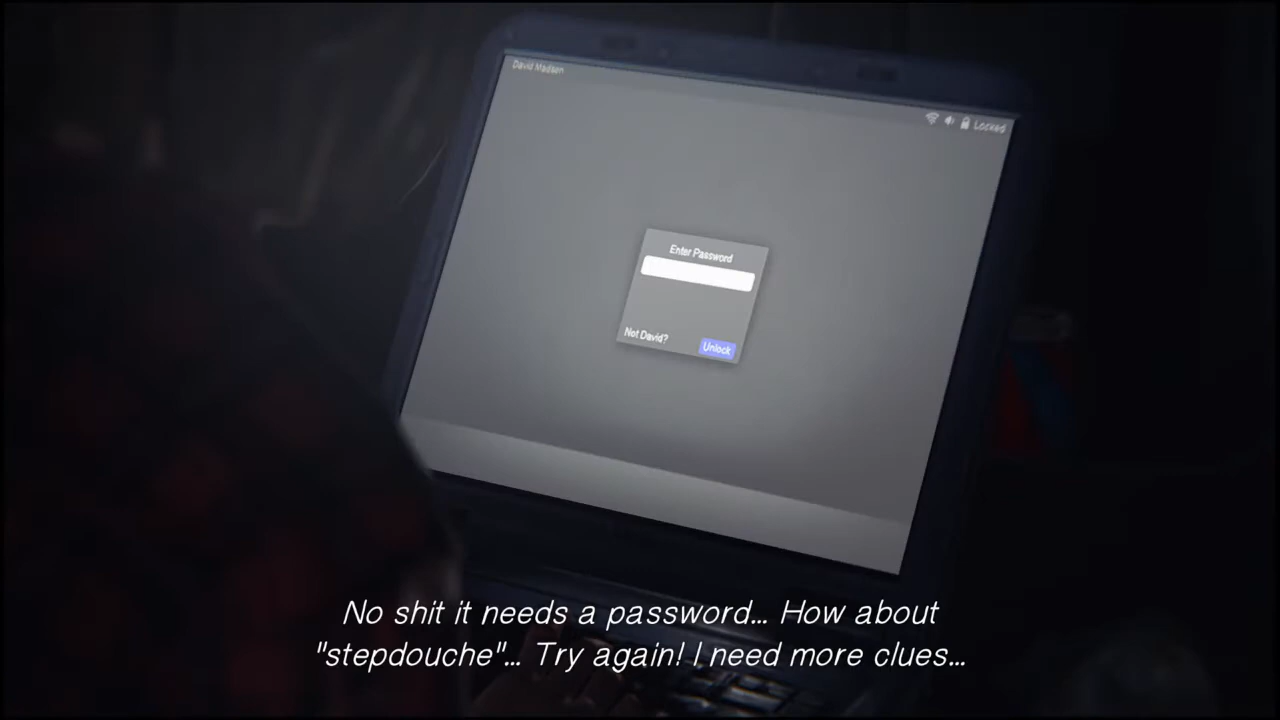 David Madsen
Locked
Enter Password
Not David?
Unlock
No shit it needs a password... How about
"stepdouche"... Try again! I need more clues...